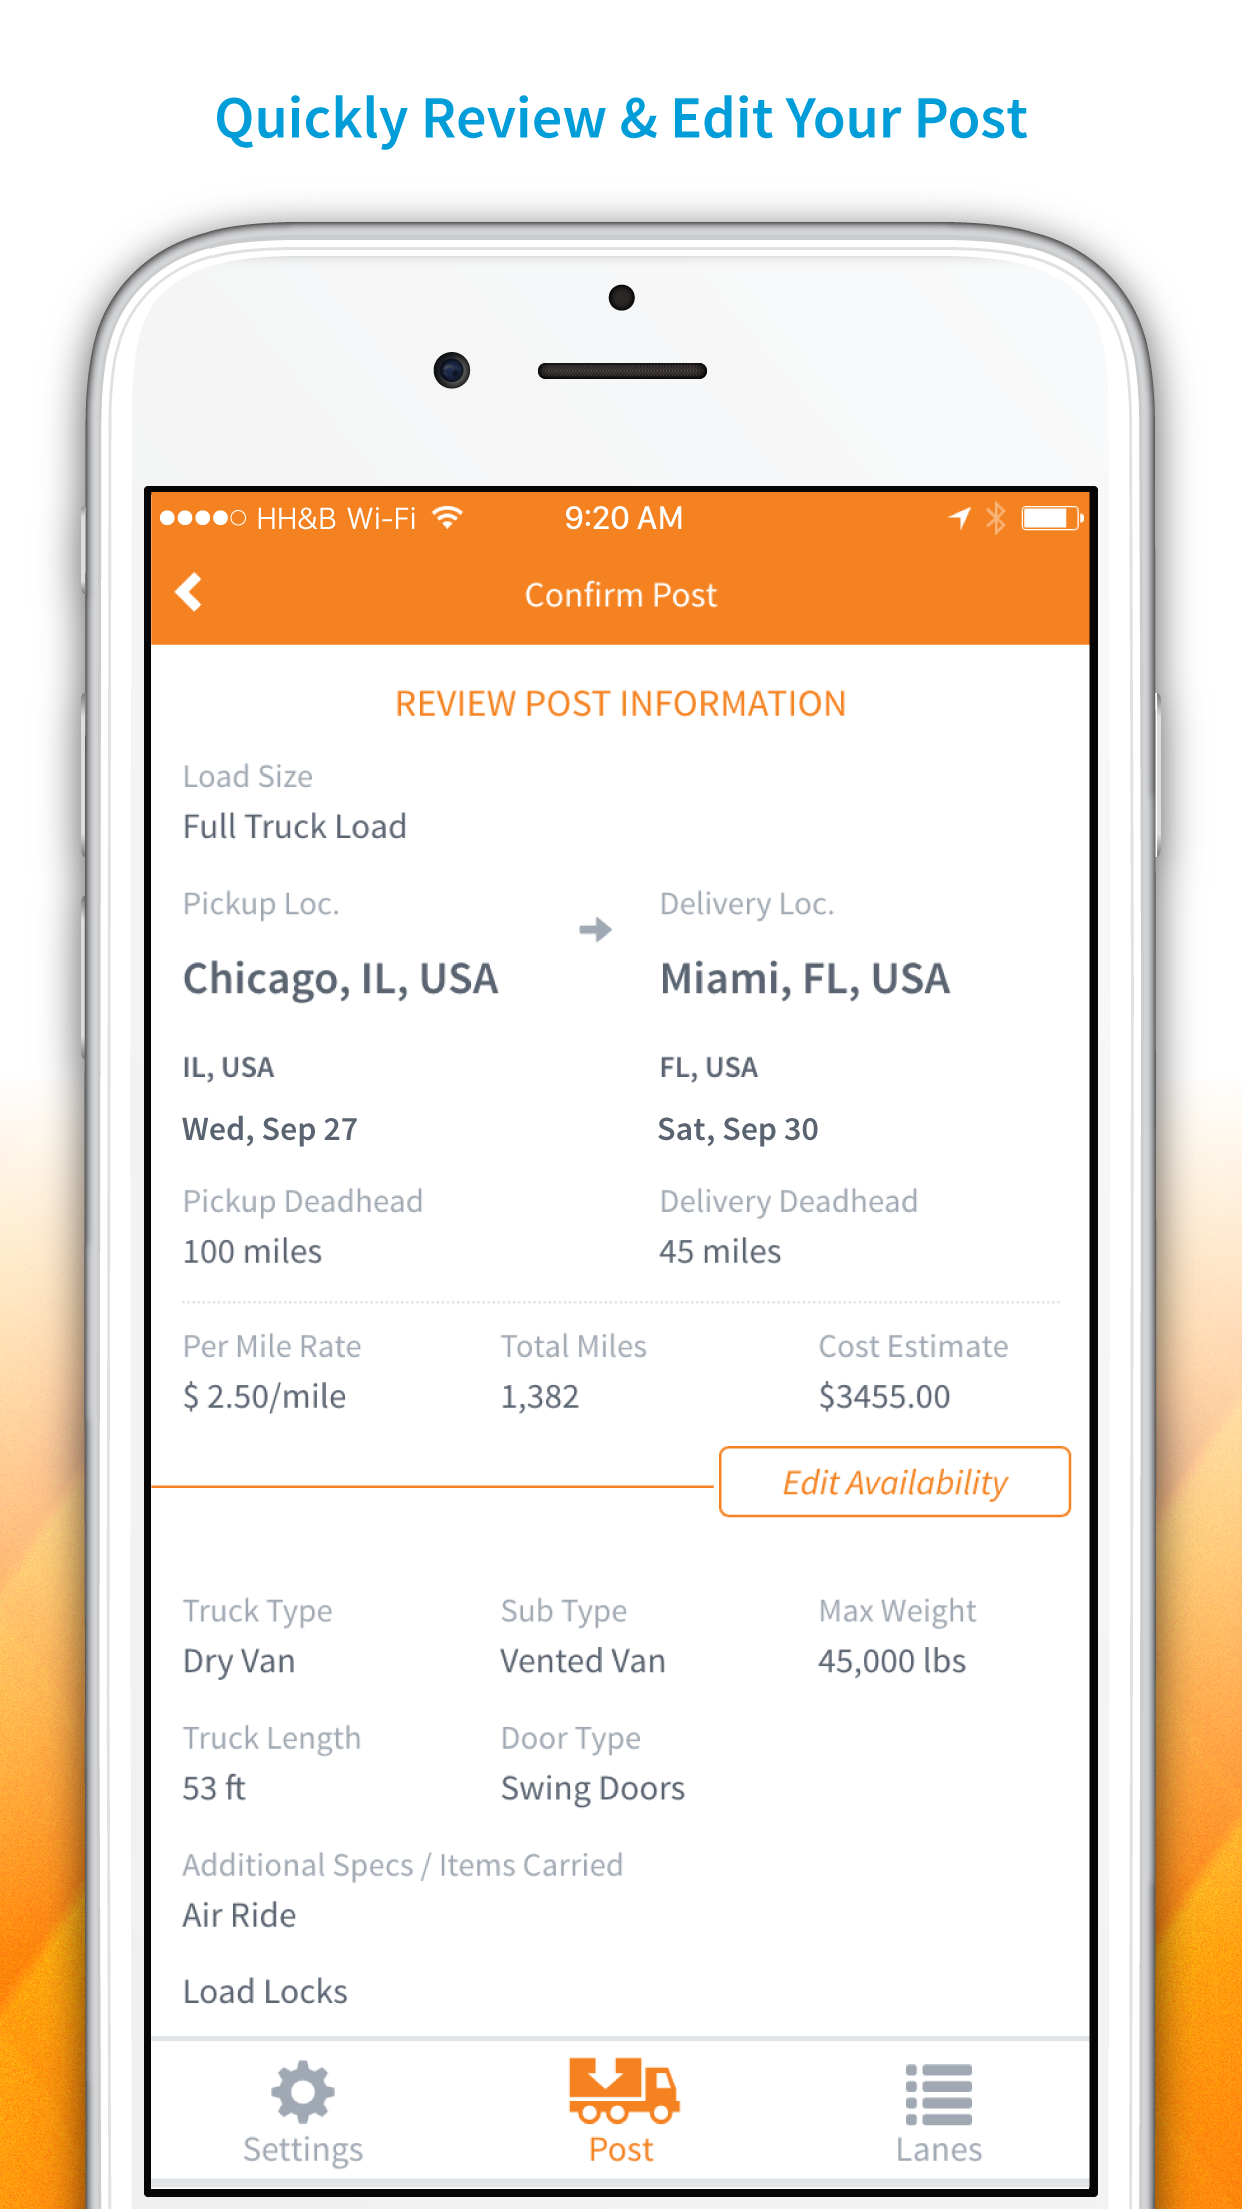 Quickly Review & Edit Your Post
HH&B Wi-Fi 9:20 AM
Confirm Post
REVIEW POST INFORMATION
Load Size
Full Truck Load
Pickup Loc. Delivery Loc.
Chicago, IL, USA Miami, FL, USA
IL, USA FL, USA
Wed, Sep 27 Sat, Sep 30
Pickup Deadhead Delivery Deadhead
100 miles 45 miles
Per Mile Rate Total Miles Cost Estimate
$ 2.50/mile 1,382 $3455.00
Edit Availability
Truck Type Sub Type Max Weight
Dry Van Vented Van 45,000 lbs
Truck Length Door Type
53 ft Swing Doors
Additional Specs / Items Carried
Air Ride
Load Locks
Settings Post Lanes